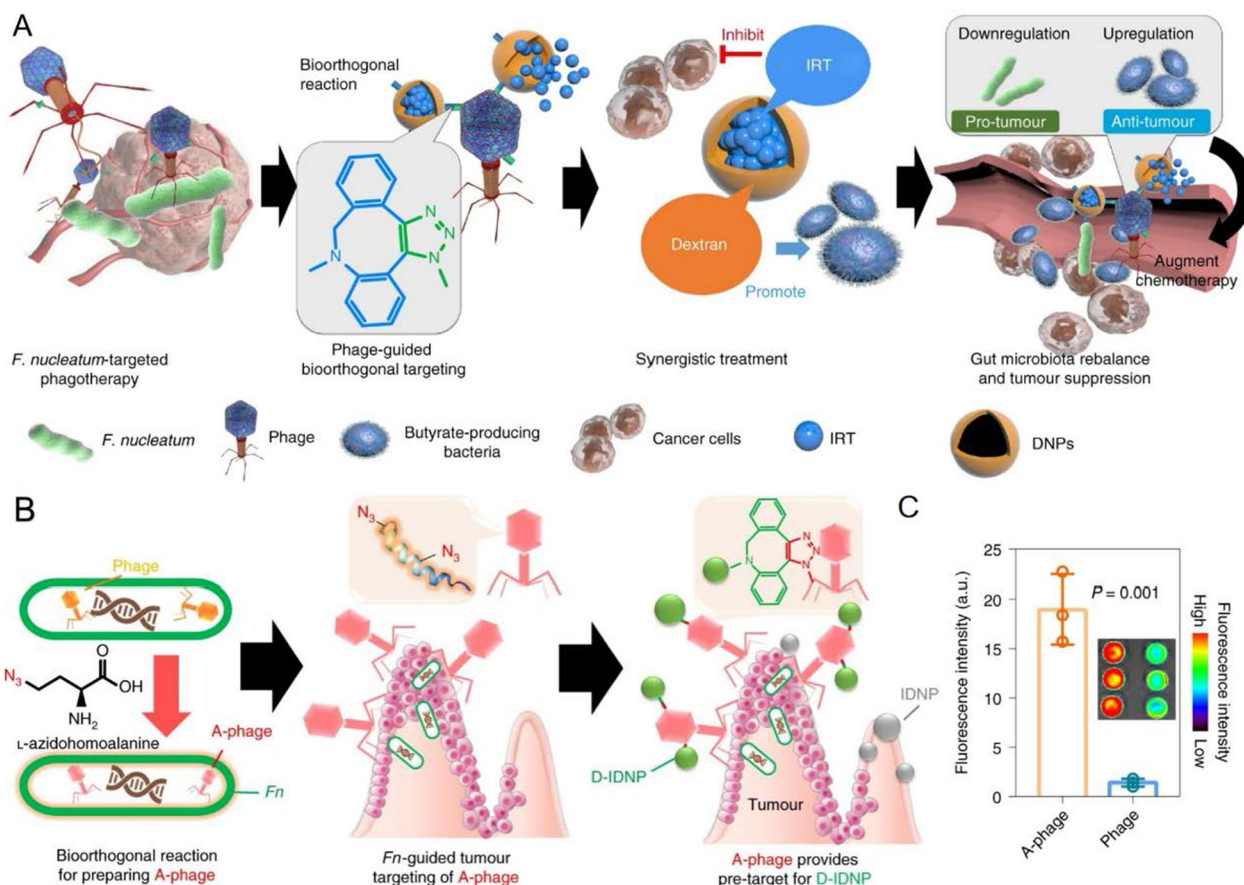 A
Bioorthogonal
reaction
N
N
N
N
F. nucleatum-targeted
phagotherapy
Phage-guided
bioorthogonal targeting
Inhibit
IRT
Dextran
Promote
Synergistic treatment
Downregulation
Upregulation
Pro-tumour
Anti-tumour
Augment
chemotherapy
Gut microbiota rebalance
and tumour suppression
F. nucleatum
Phage
Butyrate-producing
bacteria
Cancer cells
IRT
DNPs
B
Phage
N3
O
OH
NH2
L-azidohomoalanine
A-phage
Fn
Bioorthogonal reaction
for preparing A-phage
N3
N3
Fn-guided tumour
targeting of A-phage
N
N
N
N
IDNP
D-IDNP
Tumour
A-phage provides
pre-target for D-IDNP
C
Fluorescence intensity (a.u.)
25
20
15
10
5
0
P = 0.001
High
Low
Fluorescence intensity
A-phage
Phage